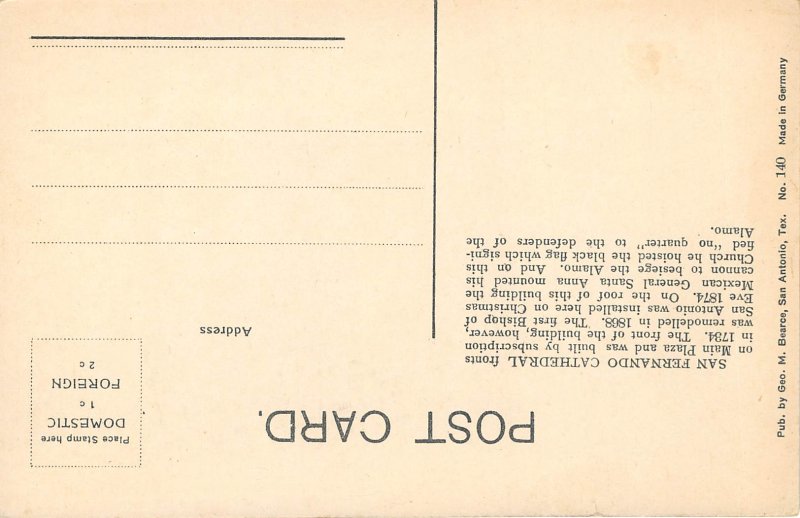 POST CARD.
Place Stamp here
DOMESTIC
1 c
FOREIGN
2 c
SAN FERNANDO CATHEDRAL fronts
on Main Plaza and was built by subscription
in 1734. The front of the building, however,
was remodelled in 1868. The first Bishop of
San Antonio was installed here on Christmas
Eve 1874. On the roof of this building the
Mexican General Santa Anna mounted his
cannon to besiege the Alamo. And on this
Church he hoisted the black flag which signi-
fied "no quarter" to the defenders of the
Alamo.
Address
Pub. by Geo. M. Bearce, San Antonio, Tex. No. 140 Made in Germany